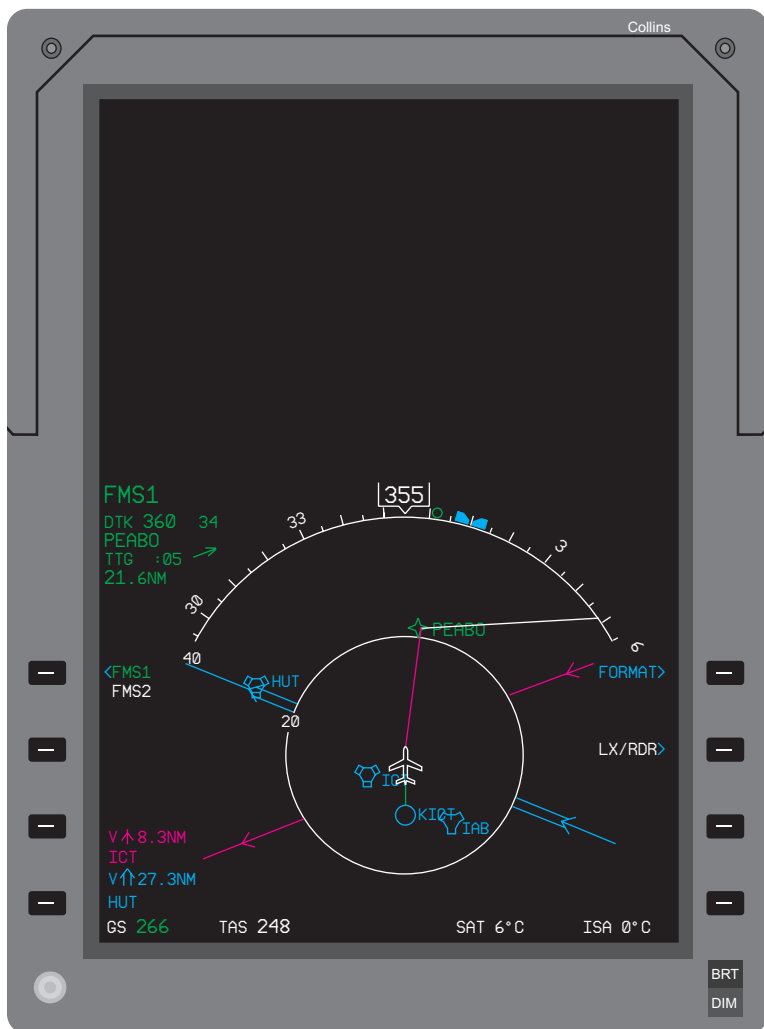 Collins
355
FMS1
DTK 360 34
PEABO
TTG :05
21.6NM
33
3
30
6
PEABO
40
<FMS1
FMS2
HUT
FORMAT>
20
LX/RDR>
ICT
KICT
IAB
V 8.3NM
ICT
V 27.3NM
HUT
GS 266 TAS 248 SAT 6°C ISA 0°C
BRT
DIM